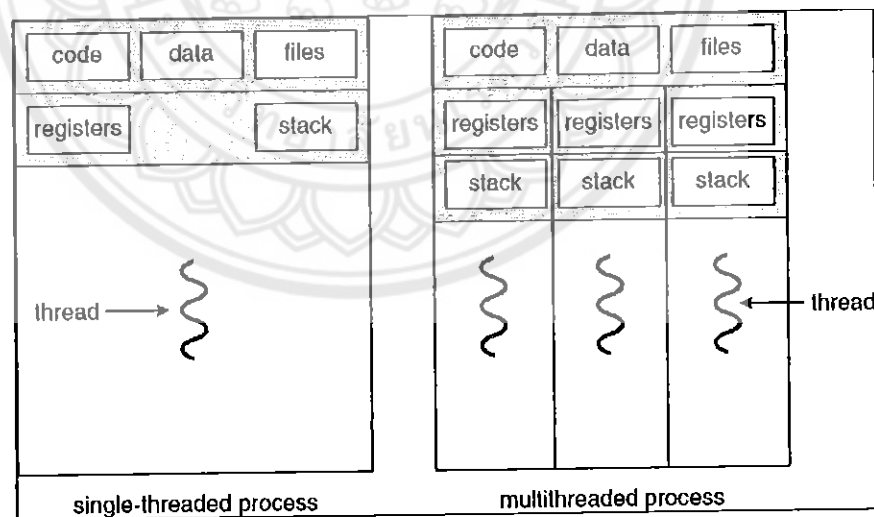 code data files
registers stack
thread
single-threaded process
code data files
registers registers registers
stack stack stack
thread
multithreaded process